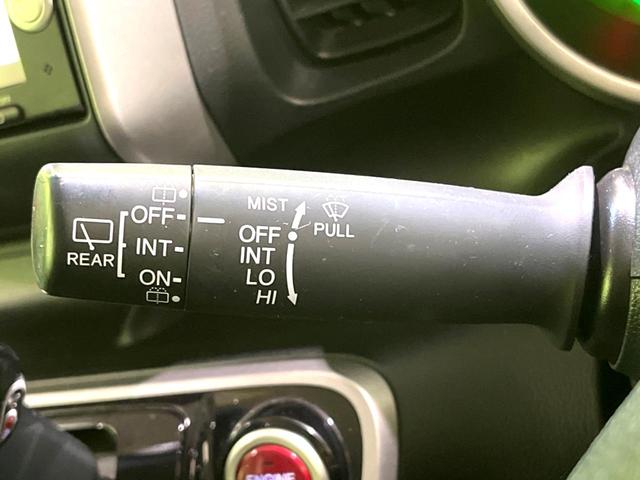 MIST
PULL
OFF
INT
LO
HI
REAR
OFF
INT
ON
ENGINE